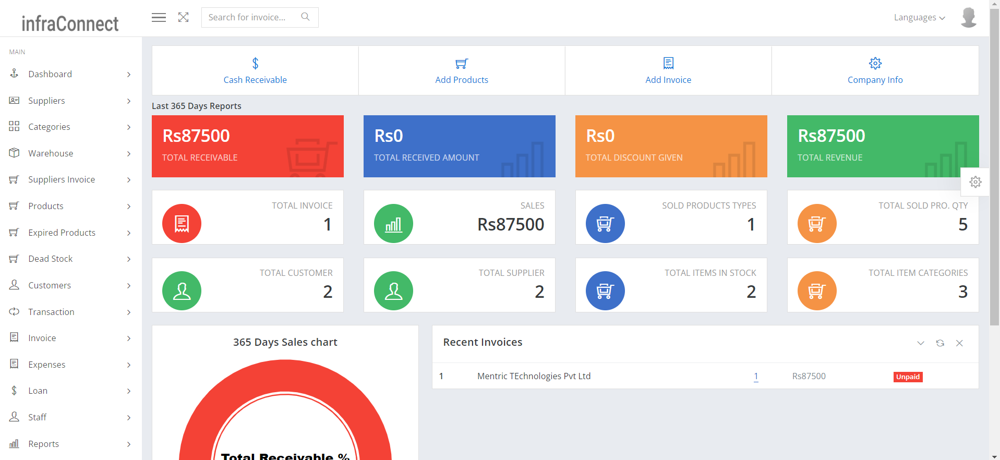 infraConnect
Search for invoice...
Languages
MAIN
Dashboard
Suppliers
Categories
Warehouse
Suppliers Invoice
Products
Expired Products
Dead Stock
Customers
Transaction
Invoice
Expenses
Loan
Staff
Reports
Cash Receivable
Add Products
Add Invoice
Company Info
Last 365 Days Reports
Rs87500
TOTAL RECEIVABLE
Rs0
TOTAL RECEIVED AMOUNT
Rs0
TOTAL DISCOUNT GIVEN
Rs87500
TOTAL REVENUE
TOTAL INVOICE
1
SALES
Rs87500
SOLD PRODUCTS TYPES
1
TOTAL SOLD PRO. QTY
5
TOTAL CUSTOMER
2
TOTAL SUPPLIER
2
TOTAL ITEMS IN STOCK
2
TOTAL ITEM CATEGORIES
3
365 Days Sales chart
Total Receivable %
Recent Invoices
1 Mentric TEchnologies Pvt Ltd 1 Rs87500 Unpaid